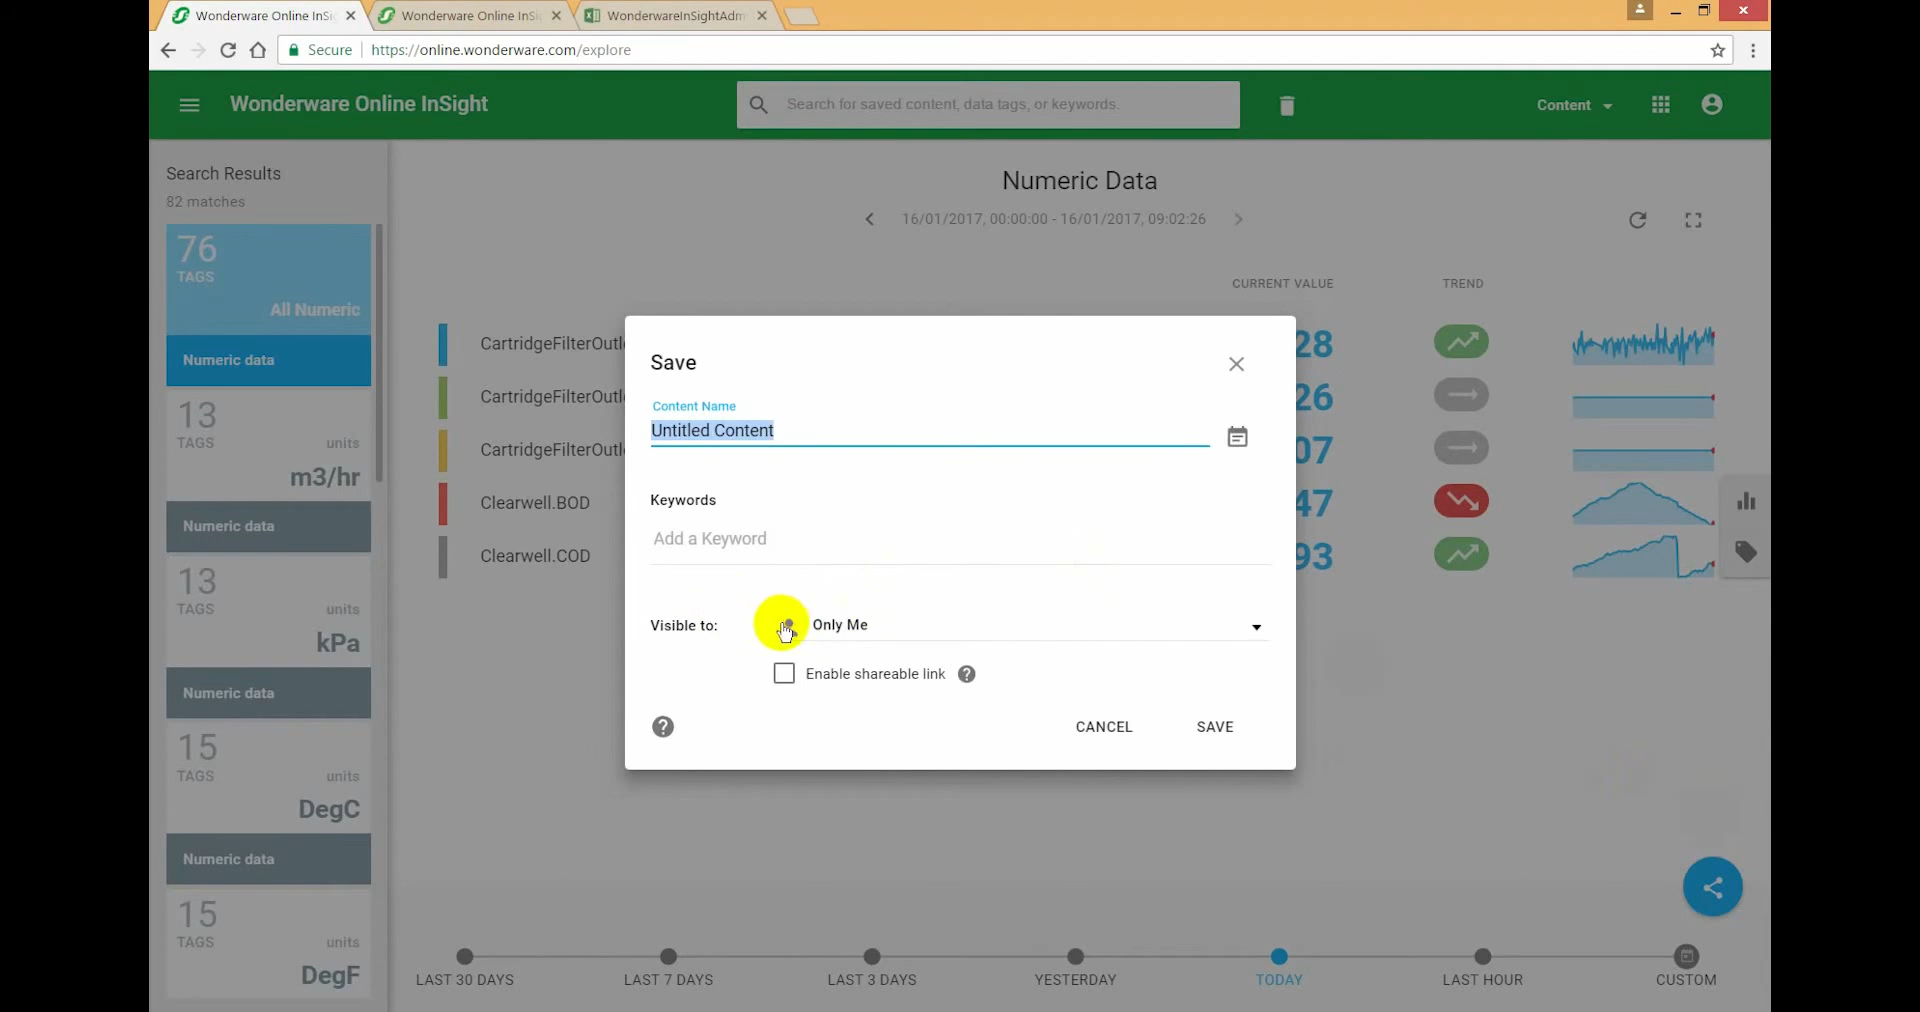 Wonderware Online InSi
Wonderware Online InSi
WonderwareInSightAdm
Secure
https://online.wonderware.com/explore
Wonderware Online InSight
Search for saved content, data tags, or keywords.
Content
Search Results
82 matches
76
TAGS
All Numeric
Numeric data
13
TAGS
units
m3/hr
Numeric data
13
TAGS
units
kPa
Numeric data
15
TAGS
units
DegC
Numeric data
15
TAGS
units
DegF
Numeric Data
16/01/2017, 00:00:00 - 16/01/2017, 09:02:26
CURRENT VALUE
TREND
CartridgeFilterOutl
28
CartridgeFilterOutl
26
CartridgeFilterOutl
07
Clearwell.BOD
47
Clearwell.COD
93
Save
Content Name
Untitled Content
Keywords
Add a Keyword
Visible to:
Only Me
Enable shareable link
CANCEL
SAVE
LAST 30 DAYS
LAST 7 DAYS
LAST 3 DAYS
YESTERDAY
TODAY
LAST HOUR
CUSTOM